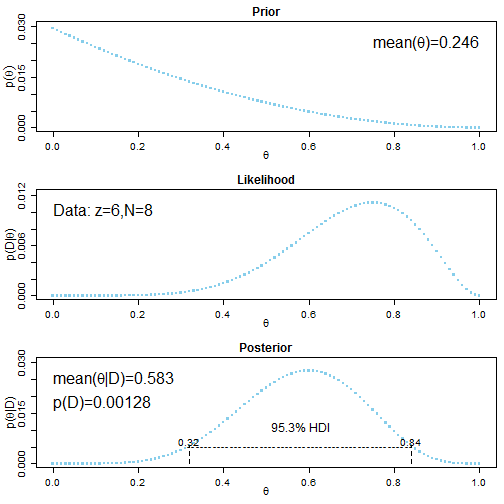 Prior
mean(θ)=0.246
p(θ)
0.000 0.015 0.030
0.0 0.2 0.4 0.6 0.8 1.0
θ
Likelihood
Data: z=6,N=8
p(D|θ)
0.000 0.006 0.012
0.0 0.2 0.4 0.6 0.8 1.0
θ
Posterior
mean(θ|D)=0.583
p(D)=0.00128
95.3% HDI
0.32 0.84
p(θ|D)
0.000 0.015 0.030
0.0 0.2 0.4 0.6 0.8 1.0
θ